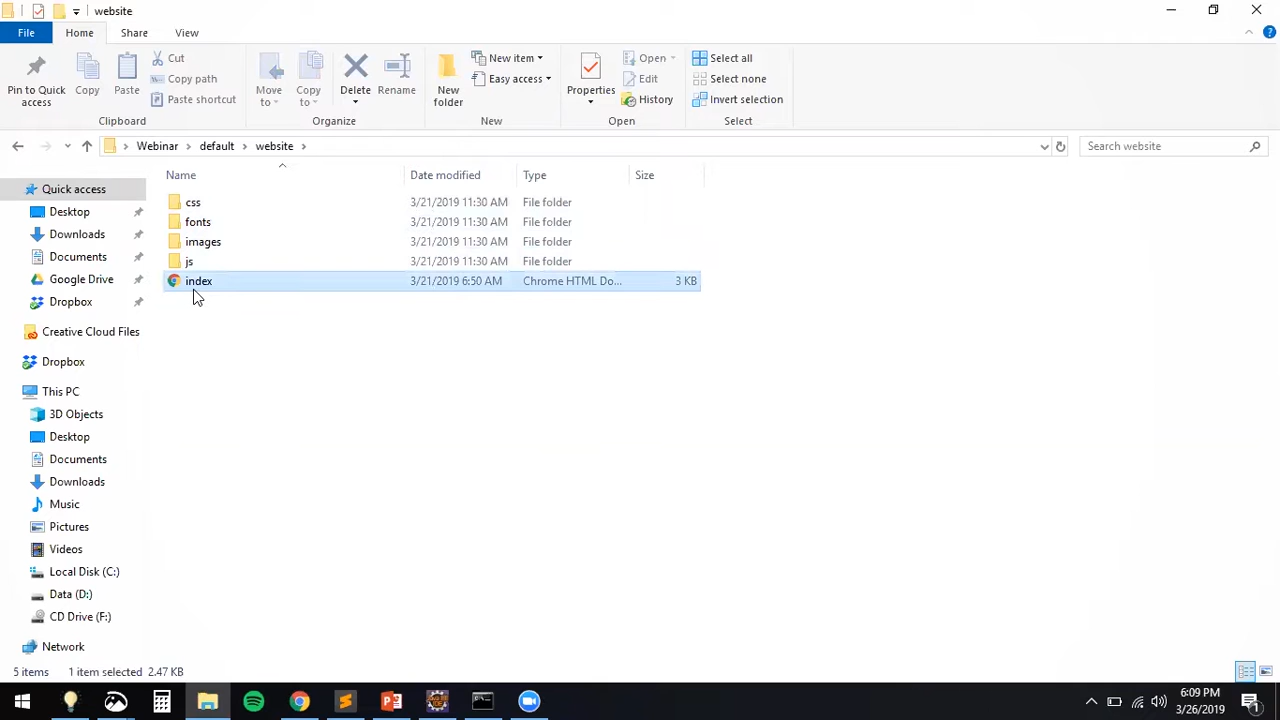 website
File Home Share View
Pin to Quick access
Copy
Paste
Cut
Copy path
Paste shortcut
Clipboard
Move to
Copy to
Delete
Rename
Organize
New folder
New item
Easy access
New
Properties
Open
Edit
History
Open
Select all
Select none
Invert selection
Select
Webinar default website
Search website
Name Date modified Type Size
css 3/21/2019 11:30 AM File folder
fonts 3/21/2019 11:30 AM File folder
images 3/21/2019 11:30 AM File folder
js 3/21/2019 11:30 AM File folder
index 3/21/2019 6:50 AM Chrome HTML Do... 3 KB
Quick access
Desktop
Downloads
Documents
Google Drive
Dropbox
Creative Cloud Files
Dropbox
This PC
3D Objects
Desktop
Documents
Downloads
Music
Pictures
Videos
Local Disk (C:)
Data (D:)
CD Drive (F:)
Network
5 items 1 item selected 2.47 KB
6:09 PM
3/26/2019
1